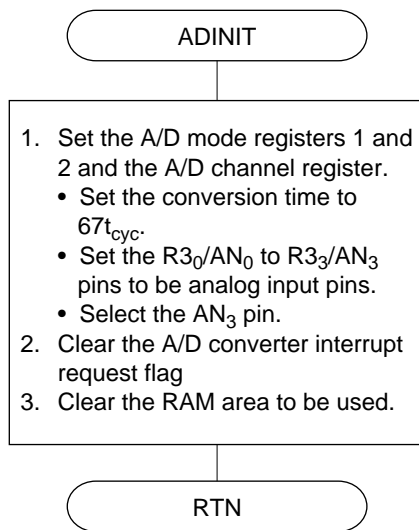 ADINIT
1. Set the A/D mode registers 1 and
2 and the A/D channel register.
• Set the conversion time to
67t_cyc.
• Set the R3₀/AN₀ to R3₃/AN₃
pins to be analog input pins.
• Select the AN₃ pin.
2. Clear the A/D converter interrupt
request flag
3. Clear the RAM area to be used.
RTN